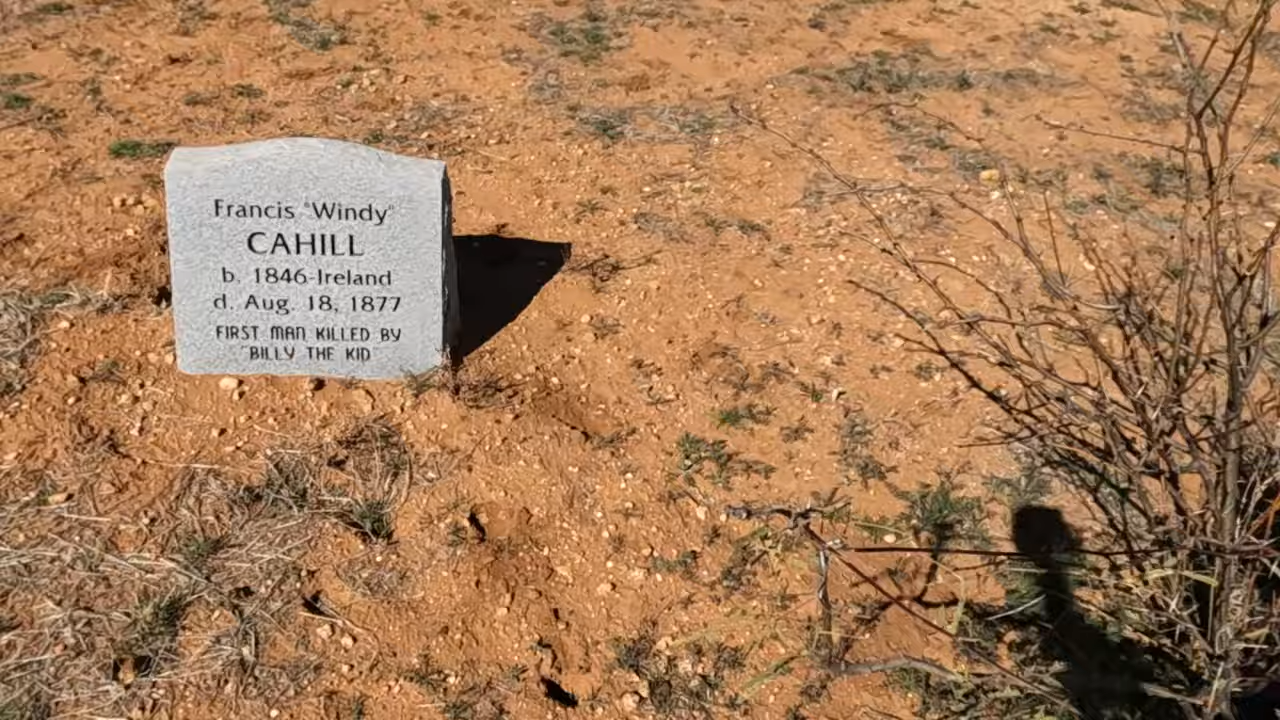 Francis "Windy"
CAHILL
b. 1846-Ireland
d. Aug. 18, 1877
FIRST MAN KILLED BY
BILLY THE KID